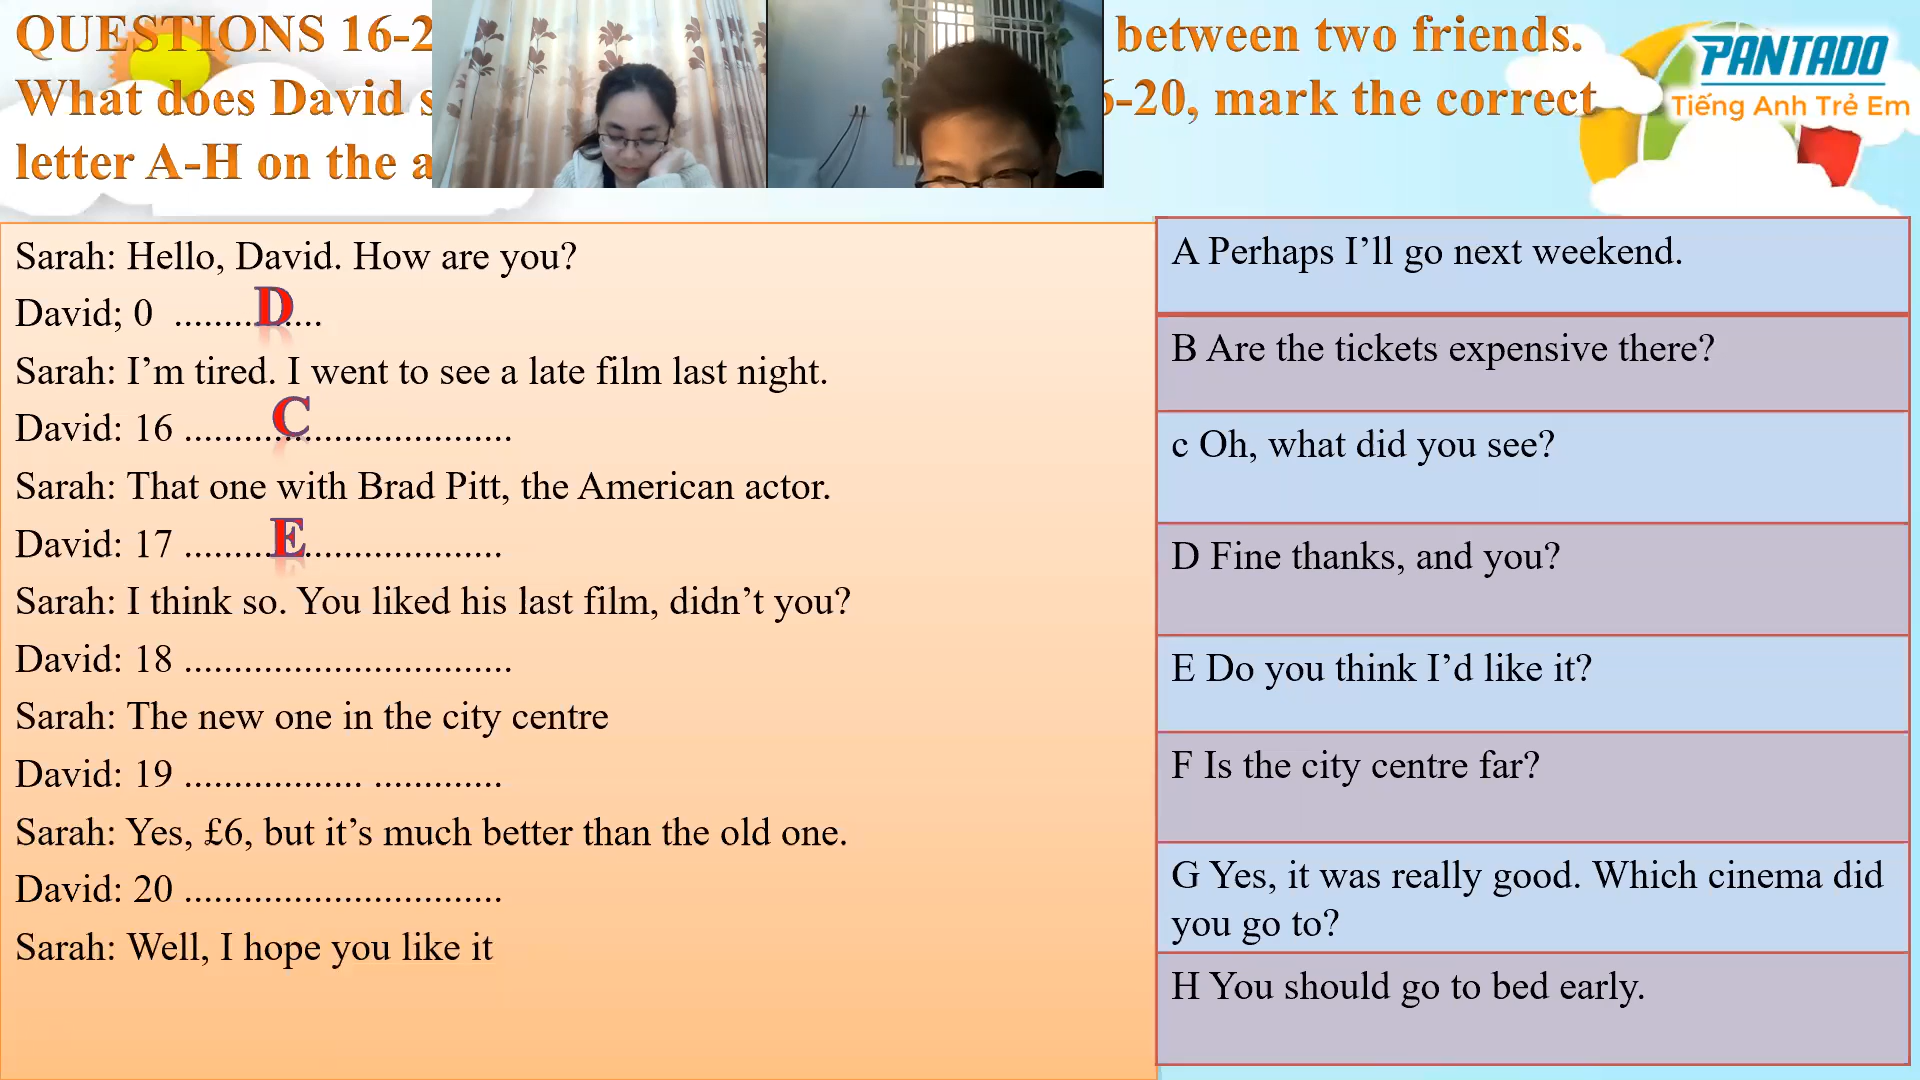 QUESTIONS 16-2 between two friends.
What does David 6-20, mark the correct
letter A-H on the
PANTADO
Tiếng Anh Trẻ Em
Sarah: Hello, David. How are you?
David; 0 .........D.....
Sarah: I’m tired. I went to see a late film last night.
David: 16 .........C.......................
Sarah: That one with Brad Pitt, the American actor.
David: 17 .........E.......................
Sarah: I think so. You liked his last film, didn’t you?
David: 18 .................................
Sarah: The new one in the city centre
David: 19 .................. .............
Sarah: Yes, £6, but it’s much better than the old one.
David: 20 ................................
Sarah: Well, I hope you like it
A Perhaps I’ll go next weekend.
B Are the tickets expensive there?
c Oh, what did you see?
D Fine thanks, and you?
E Do you think I’d like it?
F Is the city centre far?
G Yes, it was really good. Which cinema did
you go to?
H You should go to bed early.